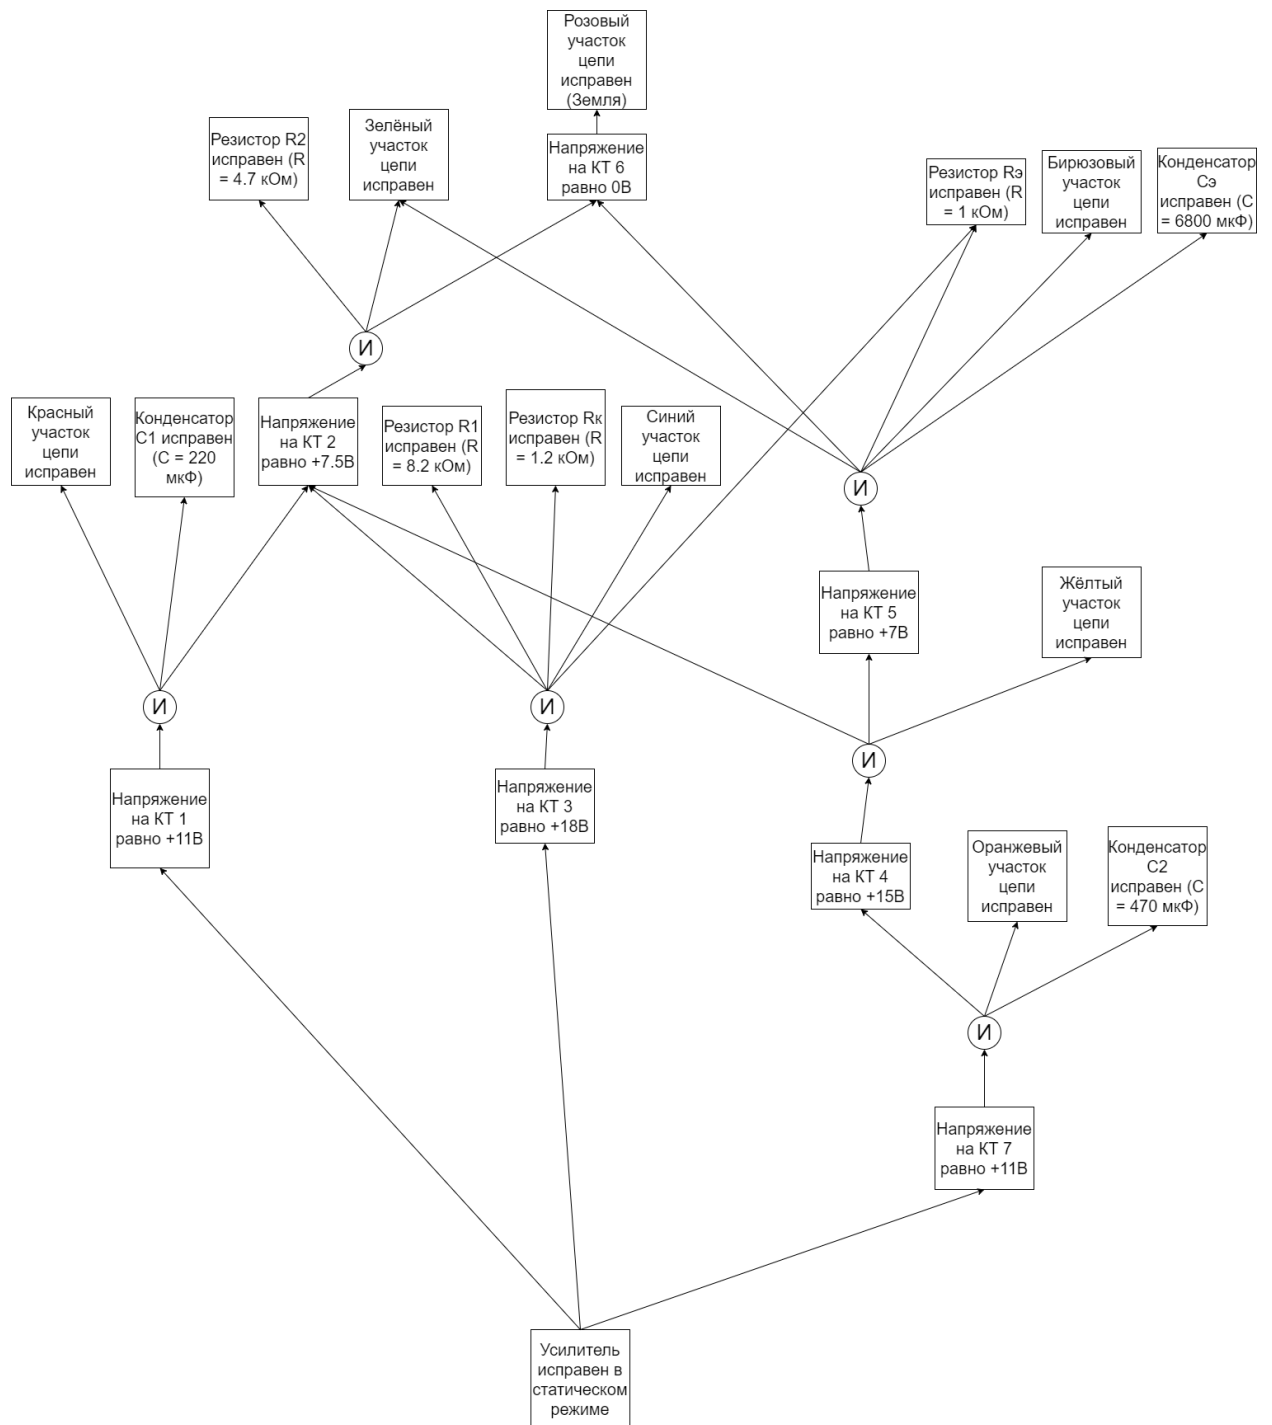 Розовый
участок
цепи
исправен
(Земля)
Резистор R2
исправен (R
= 4.7 кОм)
Зелёный
участок
цепи
исправен
Напряжение
на КТ 6
равно 0В
Резистор Rэ
исправен (R
= 1 кОм)
Бирюзовый
участок
цепи
исправен
Конденсатор
Сэ
исправен (С
= 6800 мкФ)
И
Красный
участок
цепи
исправен
Конденсатор
С1 исправен
(С = 220
мкФ)
Напряжение
на КТ 2
равно +7.5В
Резистор R1
исправен (R
= 8.2 кОм)
Резистор Rк
исправен (R
= 1.2 кОм)
Синий
участок
цепи
исправен
И
Напряжение
на КТ 5
равно +7В
Жёлтый
участок
цепи
исправен
И
И
И
Напряжение
на КТ 1
равно +11В
Напряжение
на КТ 3
равно +18В
Напряжение
на КТ 4
равно +15В
Оранжевый
участок
цепи
исправен
Конденсатор
С2
исправен (С
= 470 мкФ)
И
Напряжение
на КТ 7
равно +11В
Усилитель
исправен в
статическом
режиме